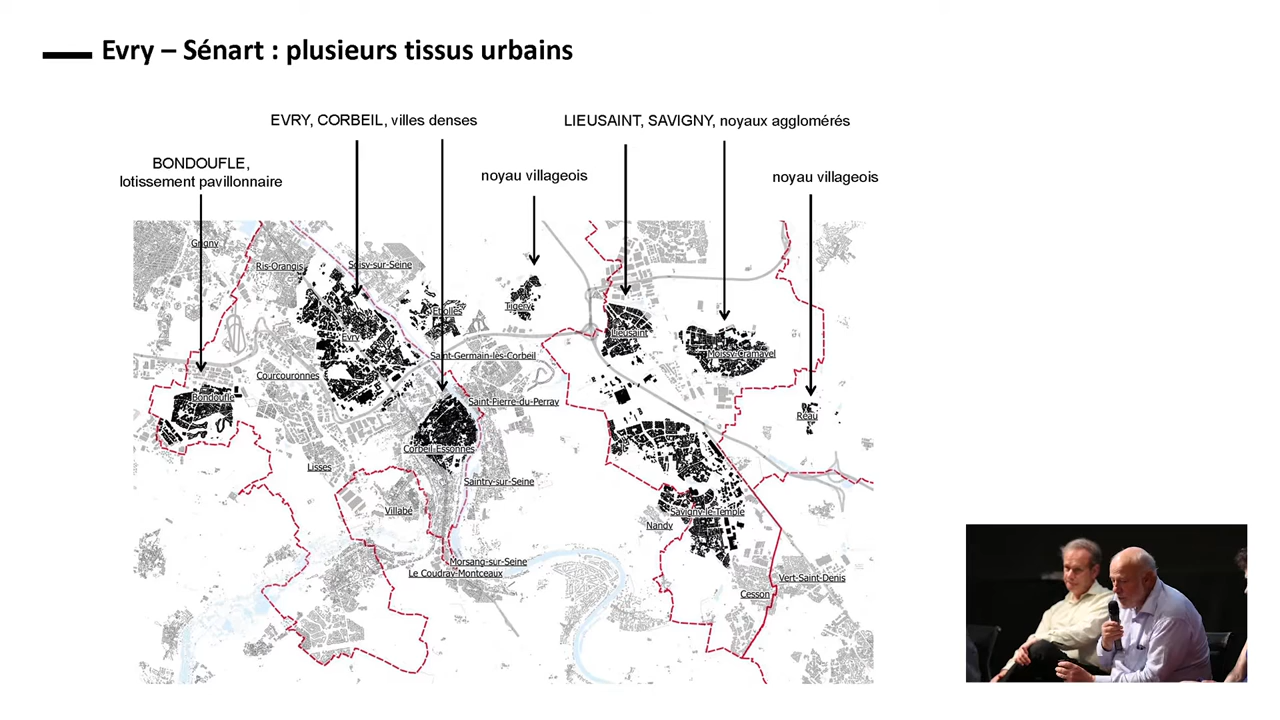 Evry – Sénart : plusieurs tissus urbains
EVRY, CORBEIL, villes denses
LIEUSAINT, SAVIGNY, noyaux agglomérés
BONDOUFLE,
lotissement pavillonnaire
noyau villageois
noyau villageois
Grigny
Ris-Orangis
Soisy-sur-Seine
Etiolles
Tigery
Evry
Lieusaint
Moissy-Cramayel
Saint-Germain-lès-Corbeil
Courcouronnes
Bondoufle
Saint-Pierre-du-Perray
Réau
Corbeil-Essonnes
Lisses
Saintry-sur-Seine
Villabé
Savigny-le-Temple
Nandy
Morsang-sur-Seine
Le Coudray-Montceaux
Vert-Saint-Denis
Cesson